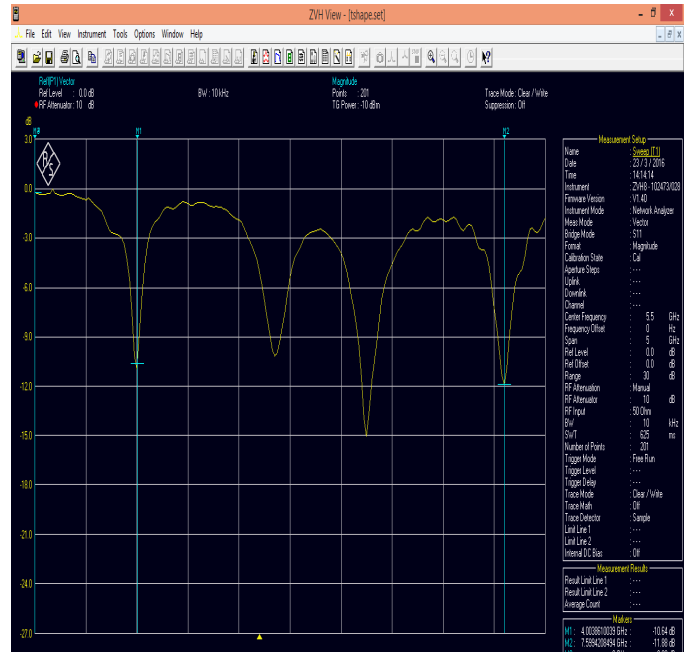 ZVH View - [tshape.set]
File Edit View Instrument Tools Options Window Help
Ref(F1) Vector
Ref Level : 0.0 dB
RF Attenuator : 10 dB
BW : 10 kHz
Magnitude
Points : 201
TG Power : -10 dBm
Trace Mode : Clear / Write
Suppression : Off
dB
M1
M2
3.0
0.0
-3.0
-6.0
-9.0
-12.0
-15.0
-18.0
-21.0
-24.0
-27.0
Measurement Setup
Name : Sweep (T1)
Date : 23 / 3 / 2016
Time : 14:14:14
Instrument : ZVH8 - 102473/028
Firmware Version : V1.40
Instrument Mode : Network Analyzer
Meas Mode : Vector
Bridge Mode : S11
Format : Magnitude
Calibration State : Cal
Aperture Steps : ---
Uplink : ---
Downlink : ---
Channel : ---
Center Frequency : 5.5 GHz
Frequency Offset : 0 Hz
Span : 5 GHz
Ref Level : 0.0 dB
Ref Offset : 0.0 dB
Range : 30 dB
RF Attenuation : Manual
RF Attenuator : 10 dB
RF Input : 50 Ohm
BW : 10 kHz
SWT : 625 ms
Number of Points : 201
Trigger Mode : Free Run
Trigger Level : ---
Trigger Delay : ---
Trace Mode : Clear / Write
Trace Math : Off
Trace Detector : Sample
Limit Line 1 : ---
Limit Line 2 : ---
Internal DC Bias : Off
Measurement Results
Result Limit Line 1 : ---
Result Limit Line 2 : ---
Average Count : ---
Markers
M1 : 4.0038610039 GHz : -10.64 dB
M2 : 7.5994208494 GHz : -11.88 dB